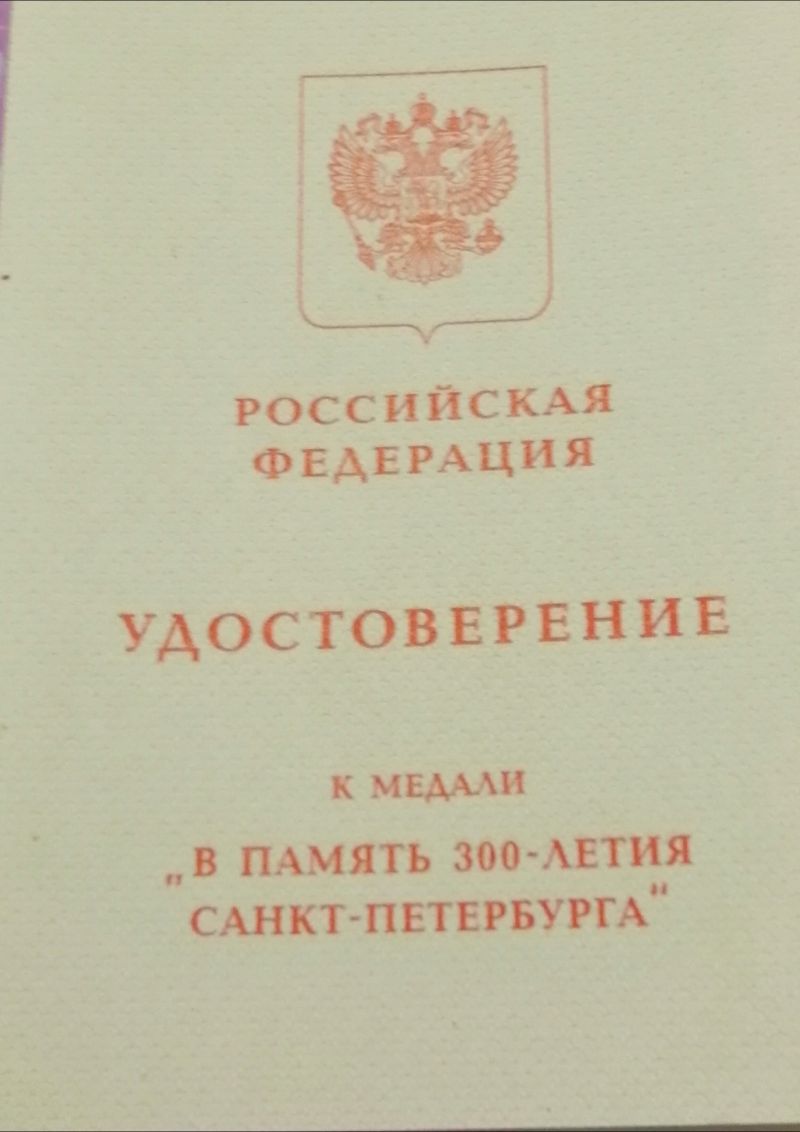 РОССИЙСКАЯ
ФЕДЕРАЦИЯ
УДОСТОВЕРЕНИЕ
К МЕДАЛИ
„В ПАМЯТЬ 300-ЛЕТИЯ
САНКТ-ПЕТЕРБУРГА"